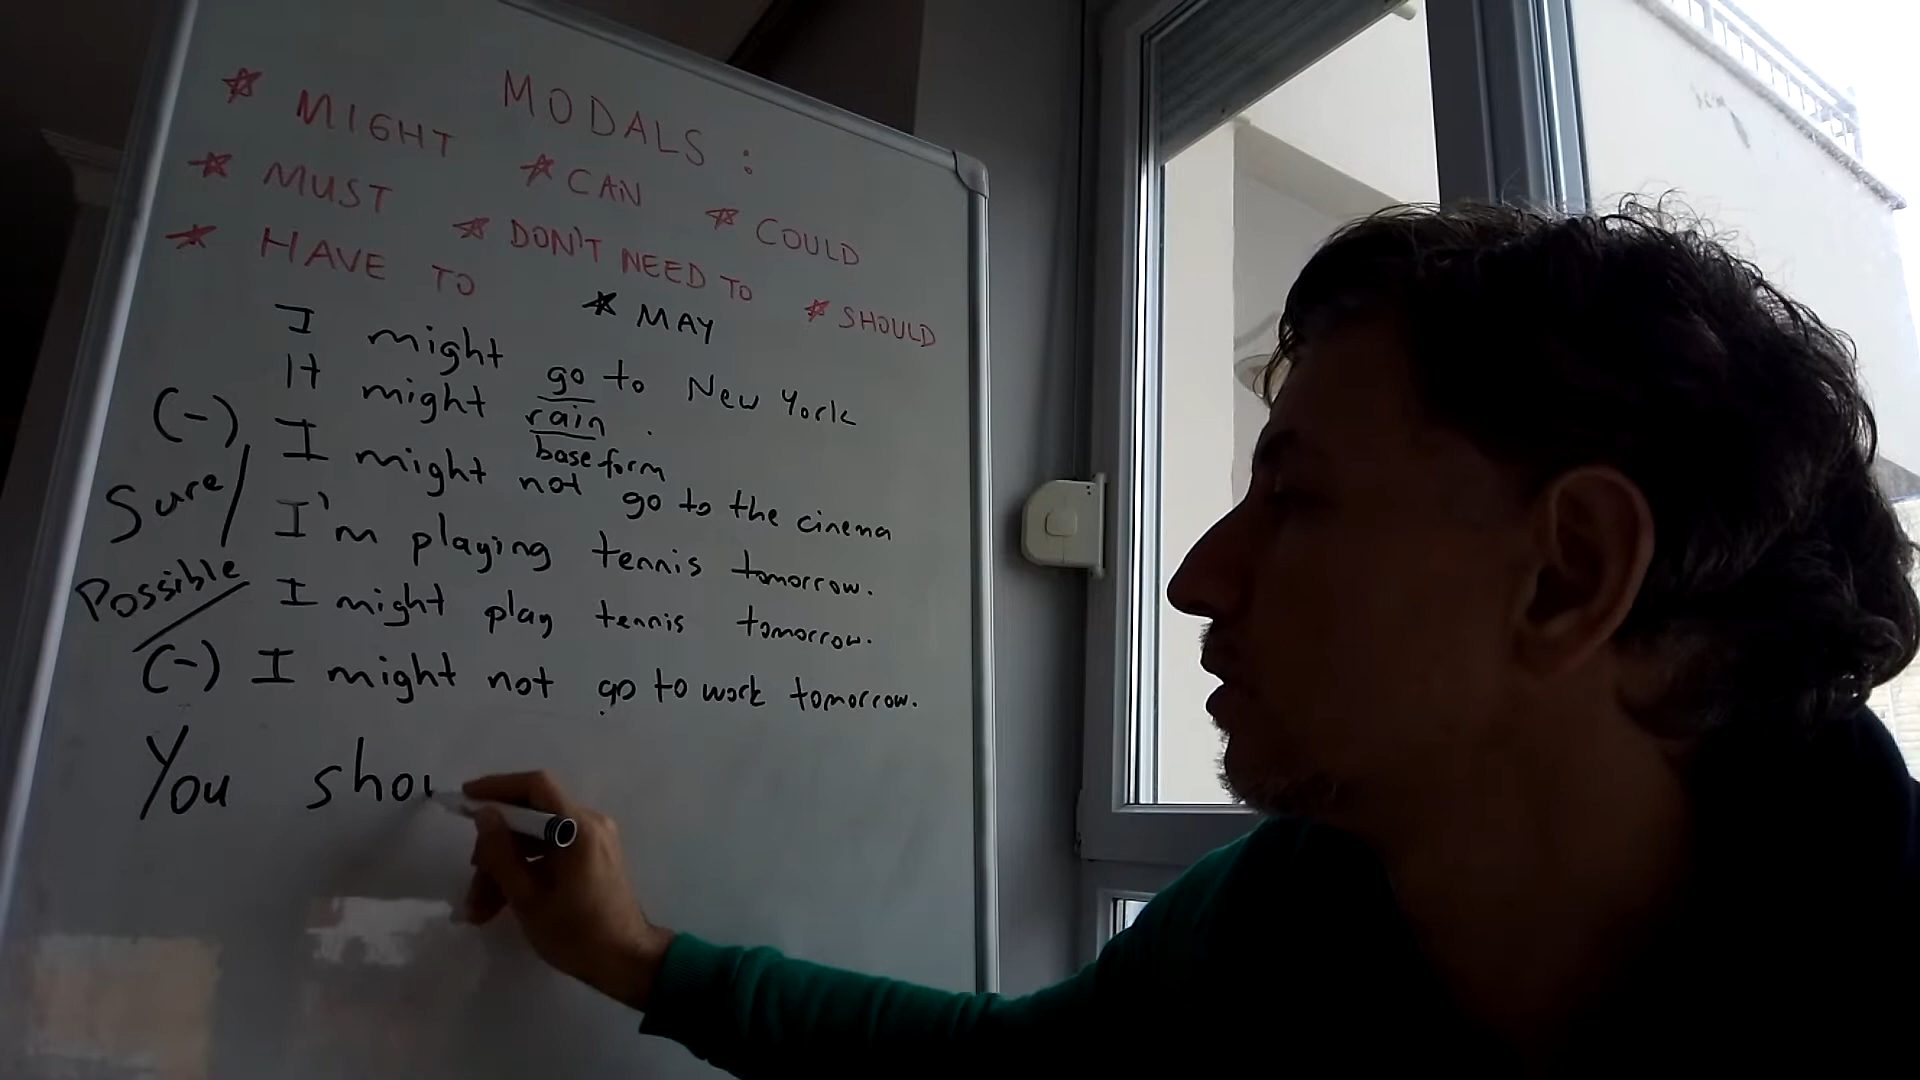 MODALS :
* MIGHT * CAN * COULD
* MUST * DON'T NEED TO * SHOULD
* HAVE TO * MAY
I might go to New York
It might rain.
base form
(-) I might not go to the cinema
Sure / I'm playing tennis tomorrow.
Possible / I might play tennis tomorrow.
(-) I might not go to work tomorrow.
You shou